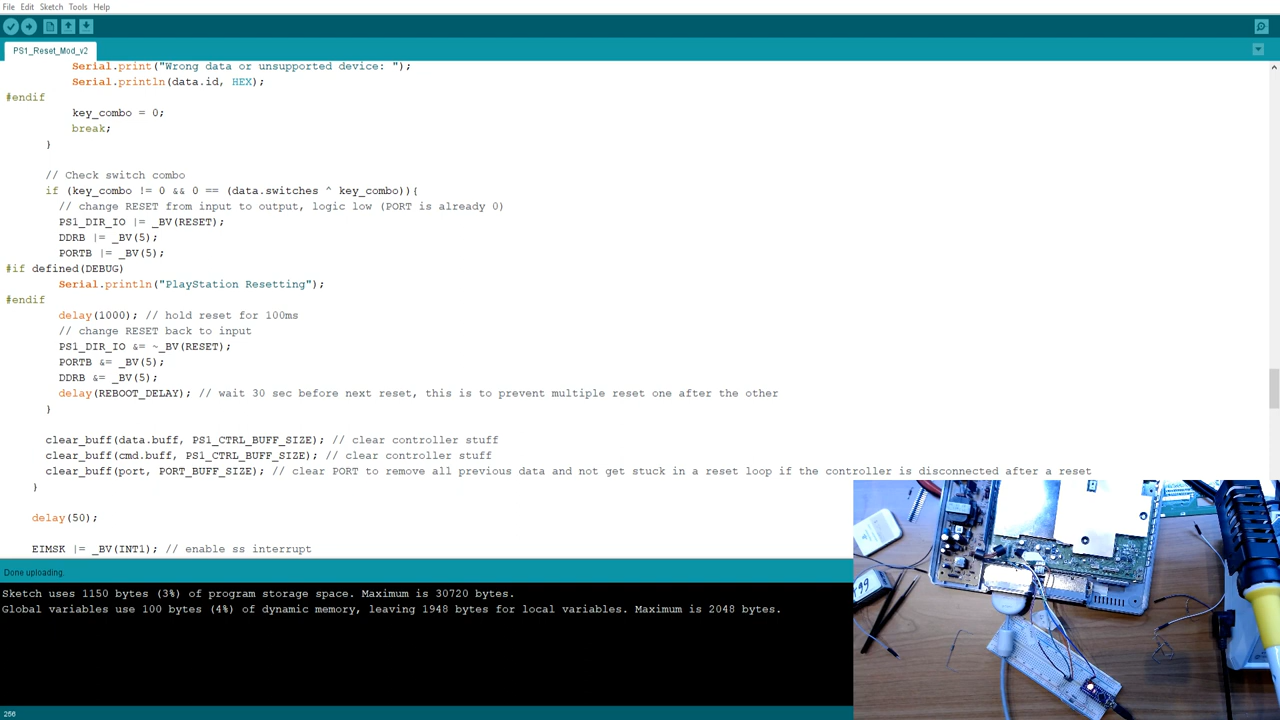 File Edit Sketch Tools Help
PS1_Reset_Mod_v2
Serial.print("Wrong data or unsupported device: ");
Serial.println(data.id, HEX);
#endif
key_combo = 0;
break;
}
// Check switch combo
if (key_combo != 0 && 0 == (data.switches ^ key_combo)){
// change RESET from input to output, logic low (PORT is already 0)
PS1_DIR_IO |= _BV(RESET);
DDRB |= _BV(5);
PORTB |= _BV(5);
#if defined(DEBUG)
Serial.println("PlayStation Resetting");
#endif
delay(1000); // hold reset for 100ms
// change RESET back to input
PS1_DIR_IO &= ~_BV(RESET);
PORTB &= _BV(5);
DDRB &= _BV(5);
delay(REBOOT_DELAY); // wait 30 sec before next reset, this is to prevent multiple reset one after the other
}
clear_buff(data.buff, PS1_CTRL_BUFF_SIZE); // clear controller stuff
clear_buff(cmd.buff, PS1_CTRL_BUFF_SIZE); // clear controller stuff
clear_buff(port, PORT_BUFF_SIZE); // clear PORT to remove all previous data and not get stuck in a reset loop if the controller is disconnected after a reset
}
delay(50);
EIMSK |= _BV(INT1); // enable ss interrupt
Done uploading.
Sketch uses 1150 bytes (3%) of program storage space. Maximum is 30720 bytes.
Global variables use 100 bytes (4%) of dynamic memory, leaving 1948 bytes for local variables. Maximum is 2048 bytes.
256